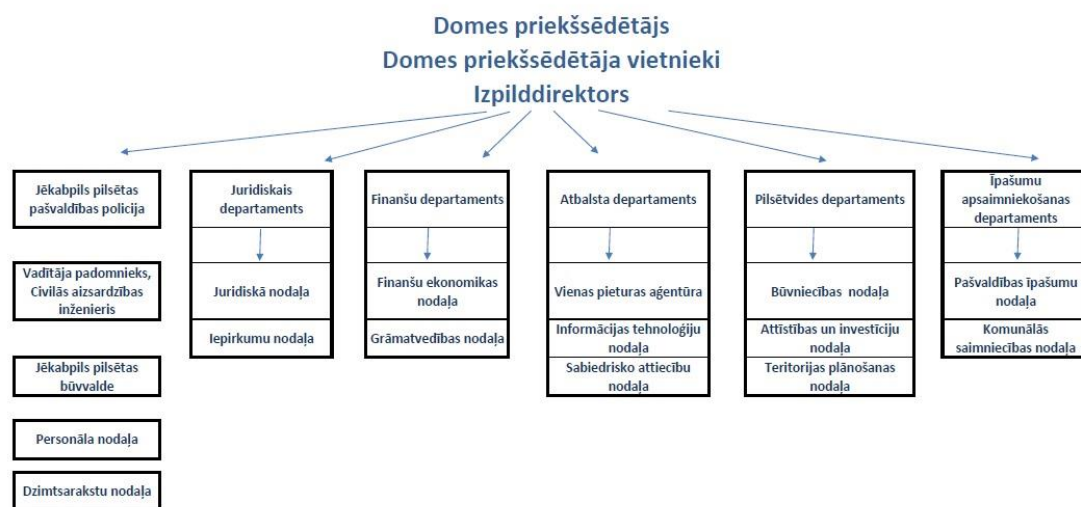 Domes priekšsēdētājs
Domes priekšsēdētāja vietnieki
Izpilddirektors
Jēkabpils pilsētas
pašvaldības policija
Vadītāja padomnieks,
Civilās aizsardzības
inženieris
Jēkabpils pilsētas
būvvalde
Personāla nodaļa
Dzimtsarakstu nodaļa
Juridiskais
departaments
Juridiskā nodaļa
Iepirkumu nodaļa
Finanšu departaments
Finanšu ekonomikas
nodaļa
Grāmatvedības nodaļa
Atbalsta departaments
Vienas pieturas aģentūra
Informācijas tehnoloģiju
nodaļa
Sabiedrisko attiecību
nodaļa
Pilsētvides departaments
Būvniecības nodaļa
Attīstības un investīciju
nodaļa
Teritorijas plānošanas
nodaļa
Īpašumu
apsaimniekošanas
departaments
Pašvaldības īpašumu
nodaļa
Komunālās
saimniecības nodaļa